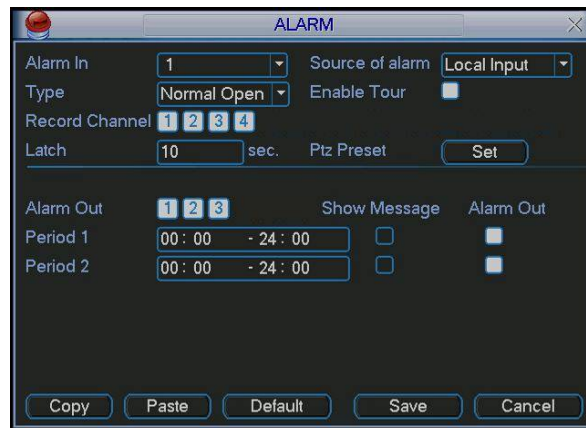 ALARM
Alarm In 1 Source of alarm Local Input
Type Normal Open Enable Tour
Record Channel 1 2 3 4
Latch 10 sec. Ptz Preset Set
Alarm Out 1 2 3 Show Message Alarm Out
Period 1 00: 00 - 24: 00
Period 2 00: 00 - 24: 00
Copy Paste Default Save Cancel